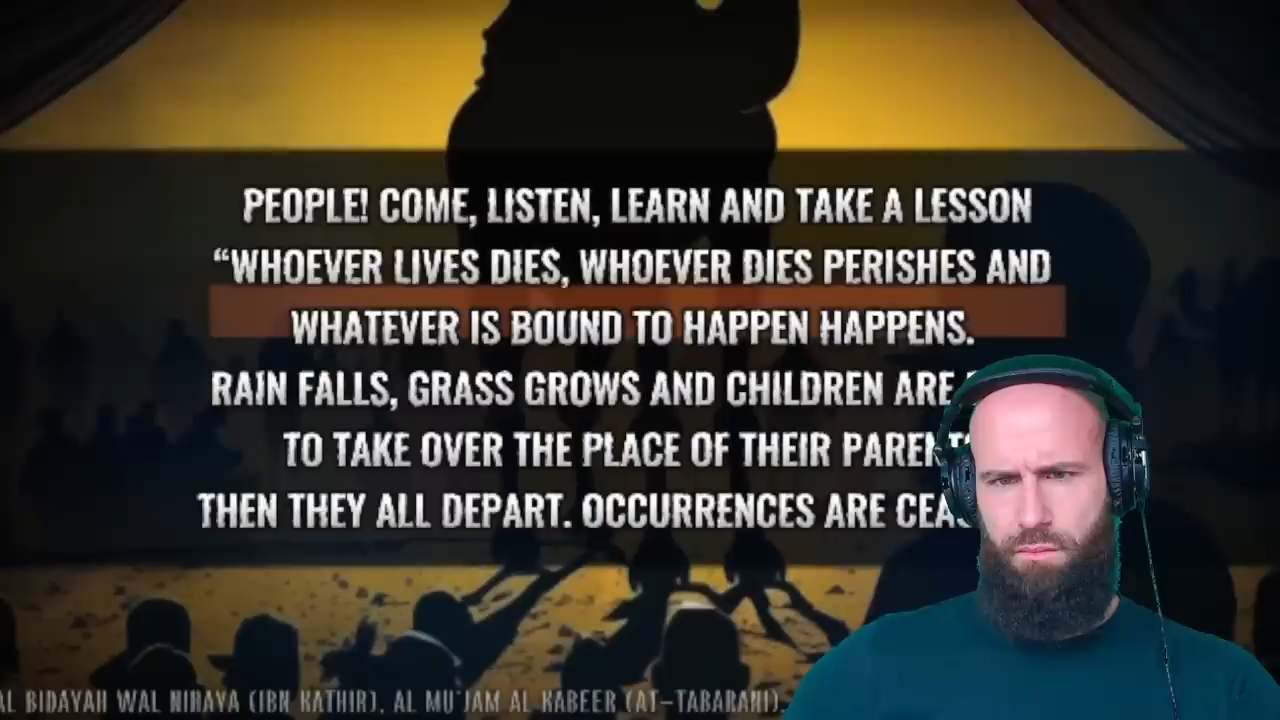 PEOPLE! COME, LISTEN, LEARN AND TAKE A LESSON
“WHOEVER LIVES DIES, WHOEVER DIES PERISHES AND
WHATEVER IS BOUND TO HAPPEN HAPPENS.
RAIN FALLS, GRASS GROWS AND CHILDREN ARE
TO TAKE OVER THE PLACE OF THEIR PARENTS
THEN THEY ALL DEPART. OCCURRENCES ARE
AL BIDAYAH WAL NIHAYA (IBN KATHIR), AL MU'JAM AL KABEER (AT-TABARANI).